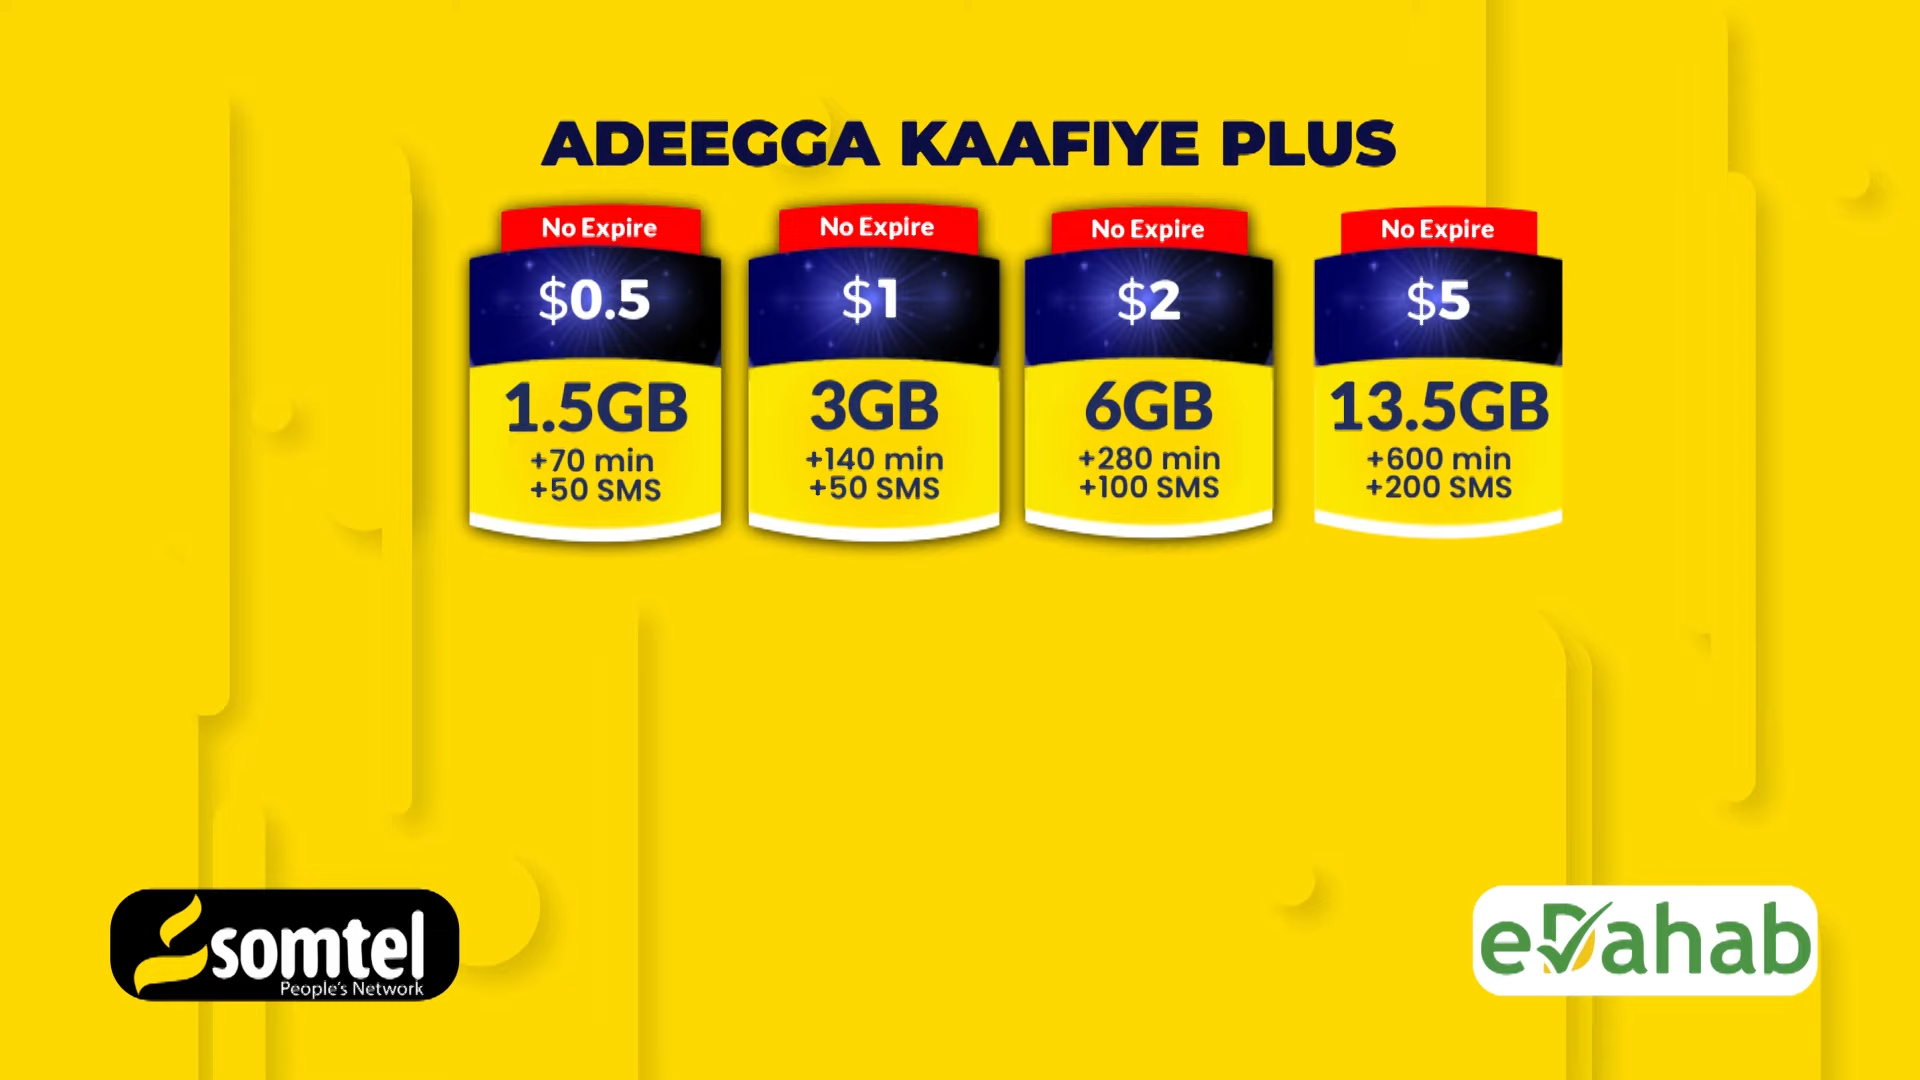 ADEEGGA KAAFIYE PLUS
No Expire
$0.5
1.5GB
+70 min
+50 SMS
No Expire
$1
3GB
+140 min
+50 SMS
No Expire
$2
6GB
+280 min
+100 SMS
No Expire
$5
13.5GB
+600 min
+200 SMS
somtel
People's Network
eDahab